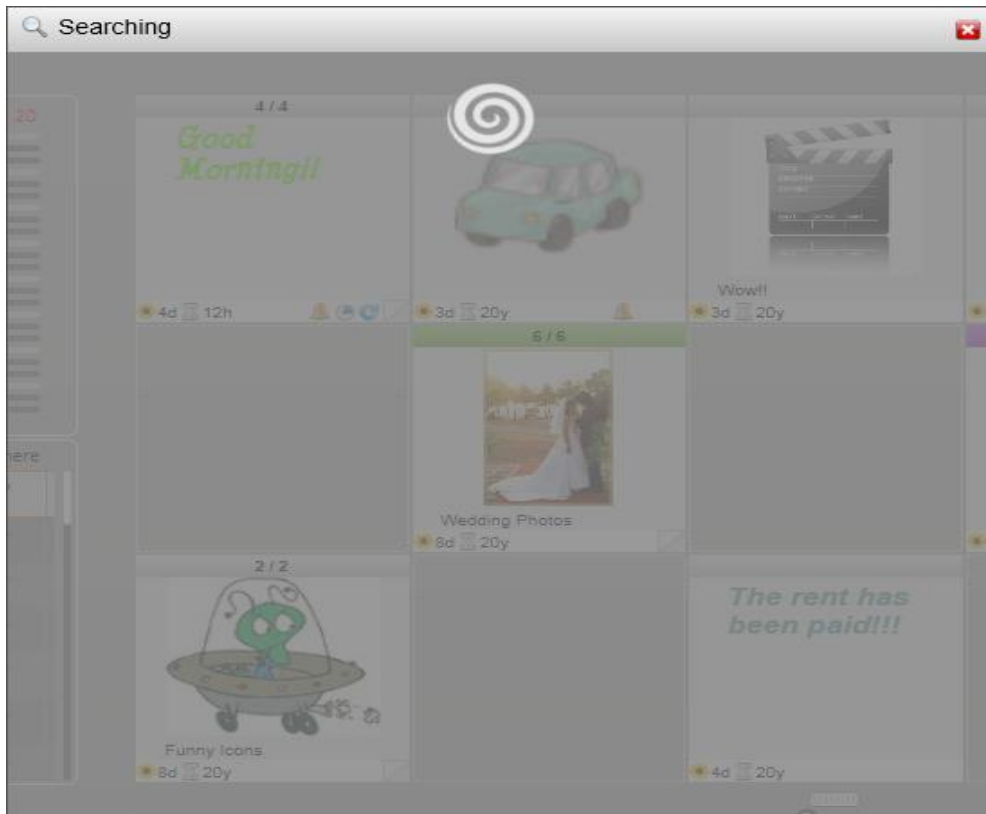 Searching
20
4 / 4
Good
Morning!!
4d 12h
3d 20y
Wow!!
3d 20y
6 / 6
here
Wedding Photos
8d 20y
2 / 2
The rent has
been paid!!!
Funny Icons
8d 20y
4d 20y